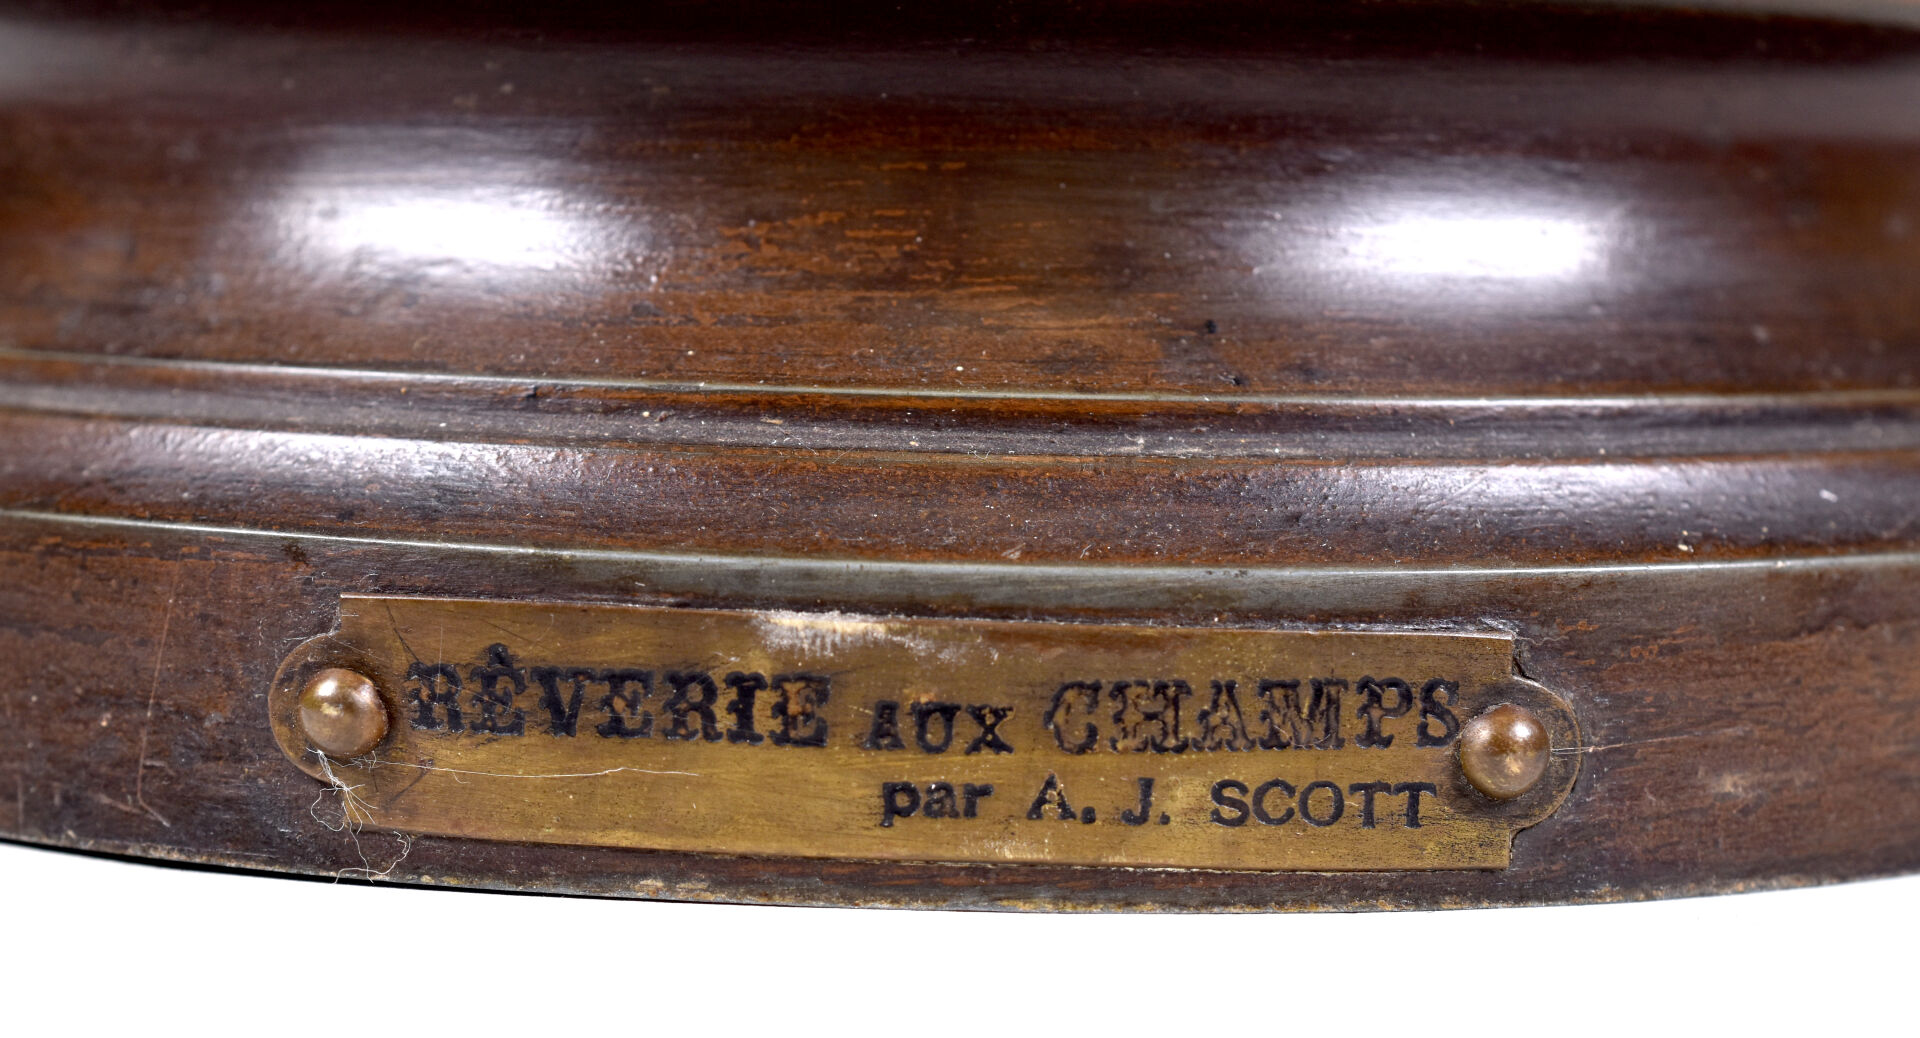 RÊVERIE AUX CHAMPS
par A. J. SCOTT